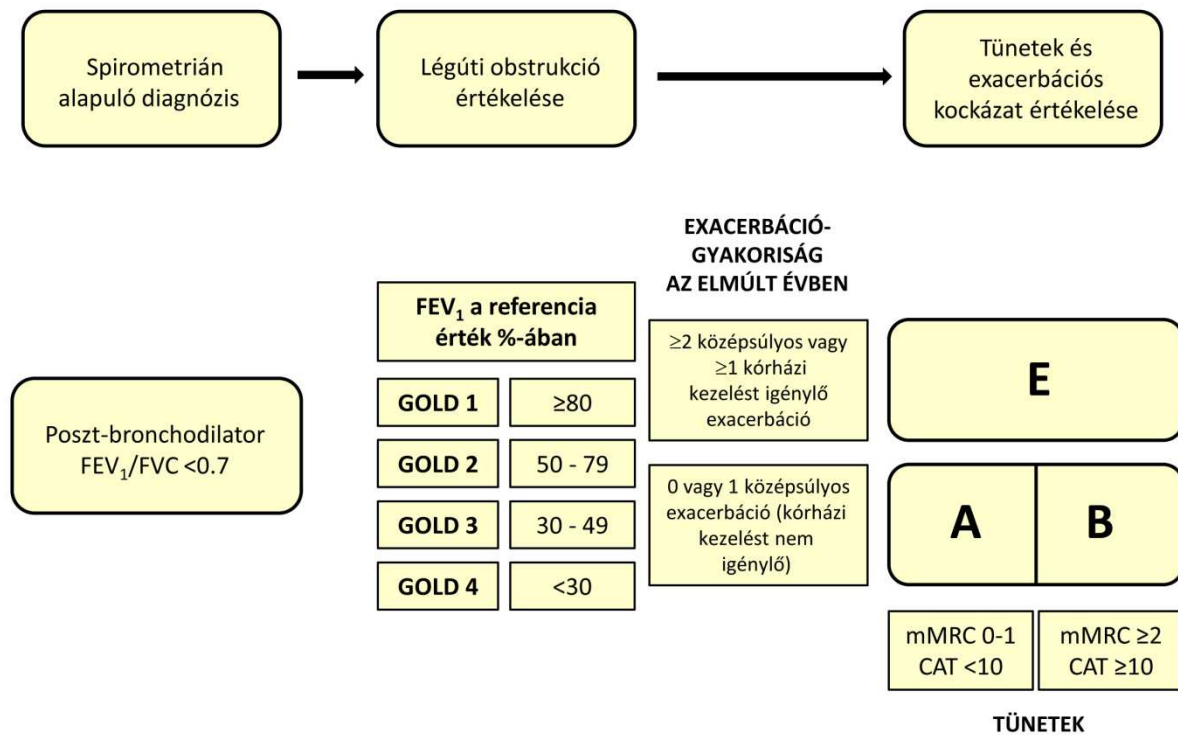 Spirometrián
alapuló diagnózis
Légúti obstrukció
értékelése
Tünetek és
exacerbációs
kockázat értékelése
Poszt-bronchodilator
FEV₁/FVC <0.7
FEV₁ a referencia
érték %-ában
GOLD 1 ≥80
GOLD 2 50 - 79
GOLD 3 30 - 49
GOLD 4 <30
EXACERBÁCIÓ-
GYAKORISÁG
AZ ELMÚLT ÉVBEN
≥2 középsúlyos vagy
≥1 kórházi
kezelést igénylő
exacerbáció
0 vagy 1 középsúlyos
exacerbáció (kórházi
kezelést nem
igénylő)
E
A B
mMRC 0-1
CAT <10
mMRC ≥2
CAT ≥10
TÜNETEK